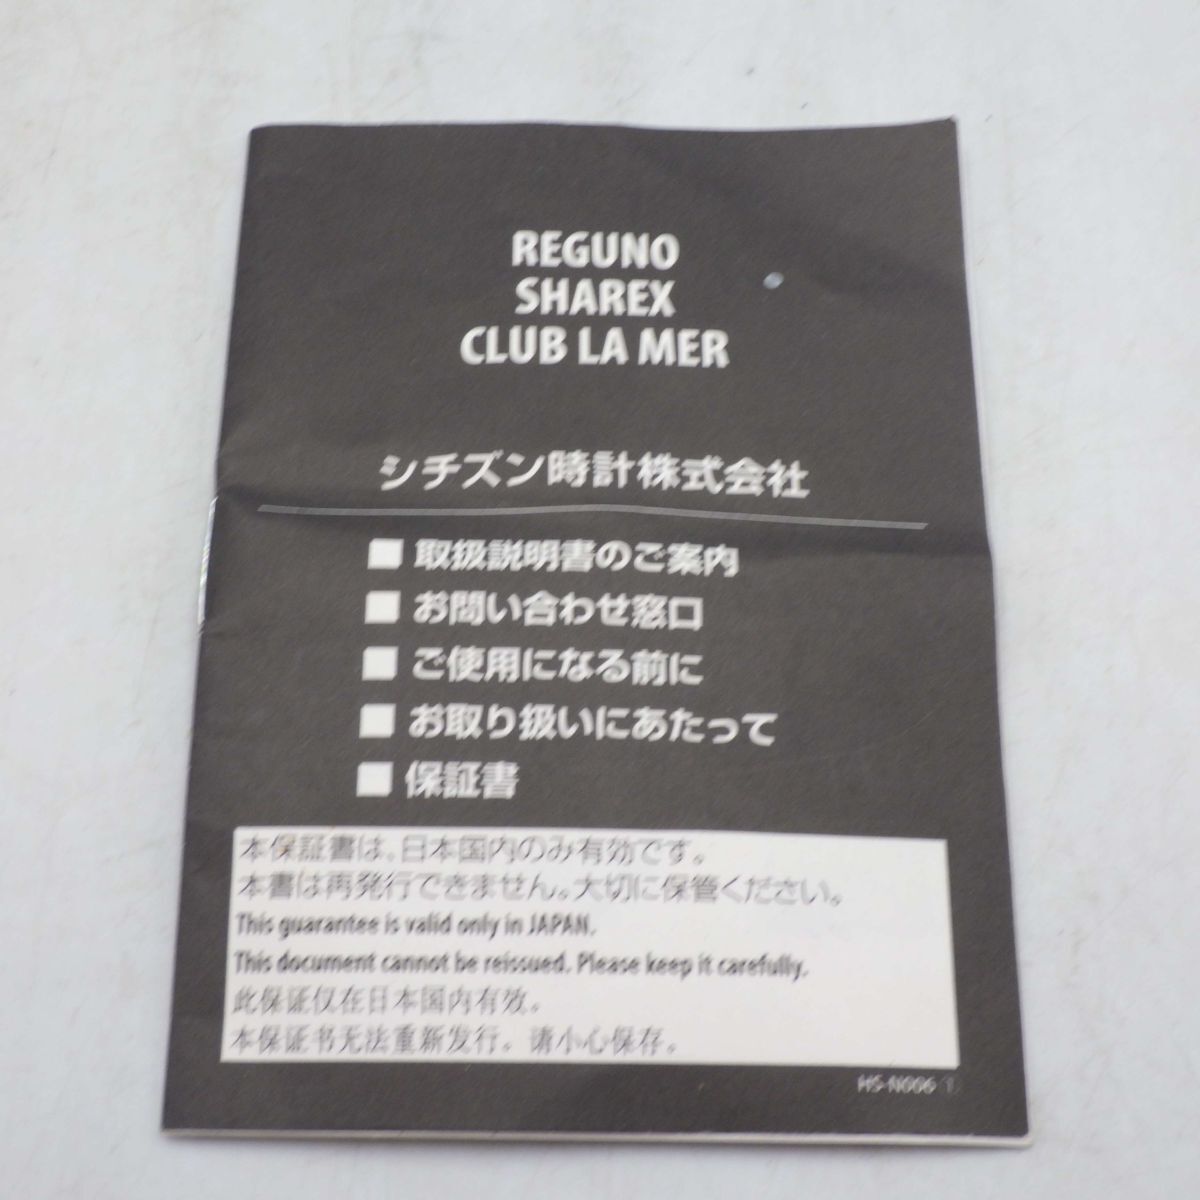 REGUNO
SHAREX
CLUB LA MER
シチズン時計株式会社
■ 取扱説明書のご案内
■ お問い合わせ窓口
■ ご使用になる前に
■ お取り扱いにあたって
■ 保証書
本保証書は、日本国内のみ有効です。
本書は再発行できません。大切に保管ください。
This guarantee is valid only in JAPAN.
This document cannot be reissued. Please keep it carefully.
此保证仅在日本国内有效。
本保证书无法重新发行。请小心保存。
HS-N006 1